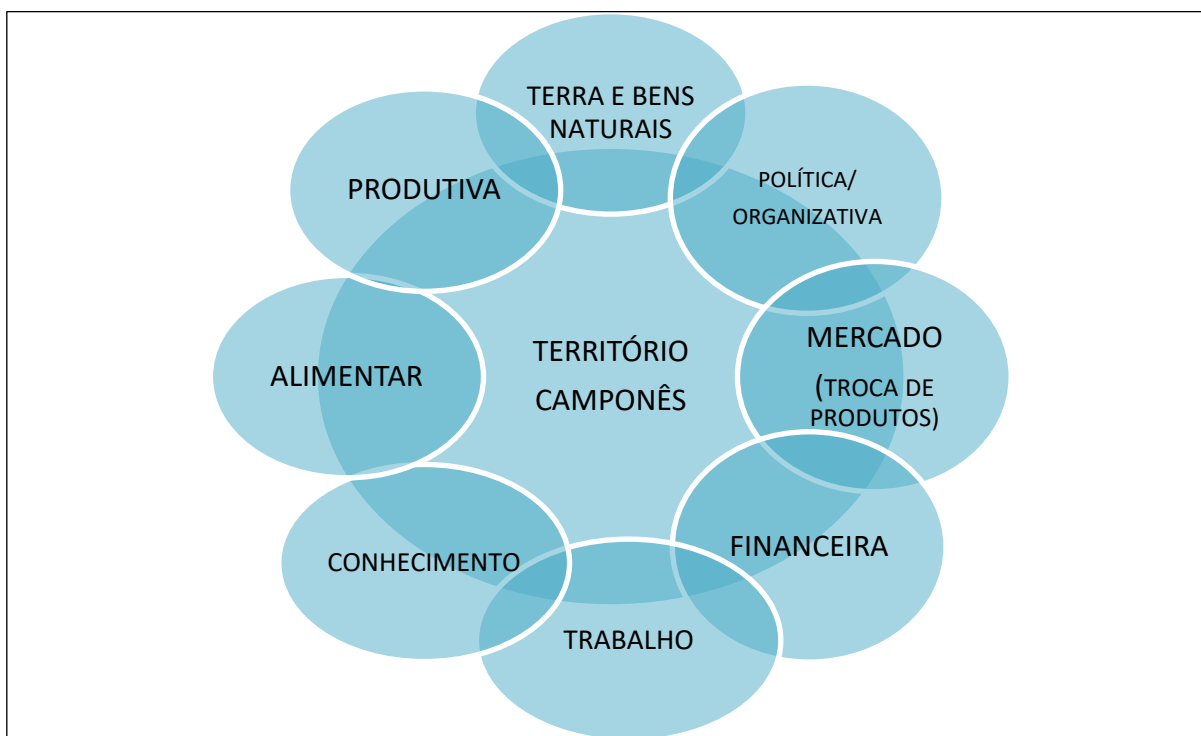 TERRA E BENS
NATURAIS
POLÍTICA/
ORGANIZATIVA
MERCADO
(TROCA DE
PRODUTOS)
FINANCEIRA
TRABALHO
CONHECIMENTO
ALIMENTAR
PRODUTIVA
TERRITÓRIO
CAMPONÊS